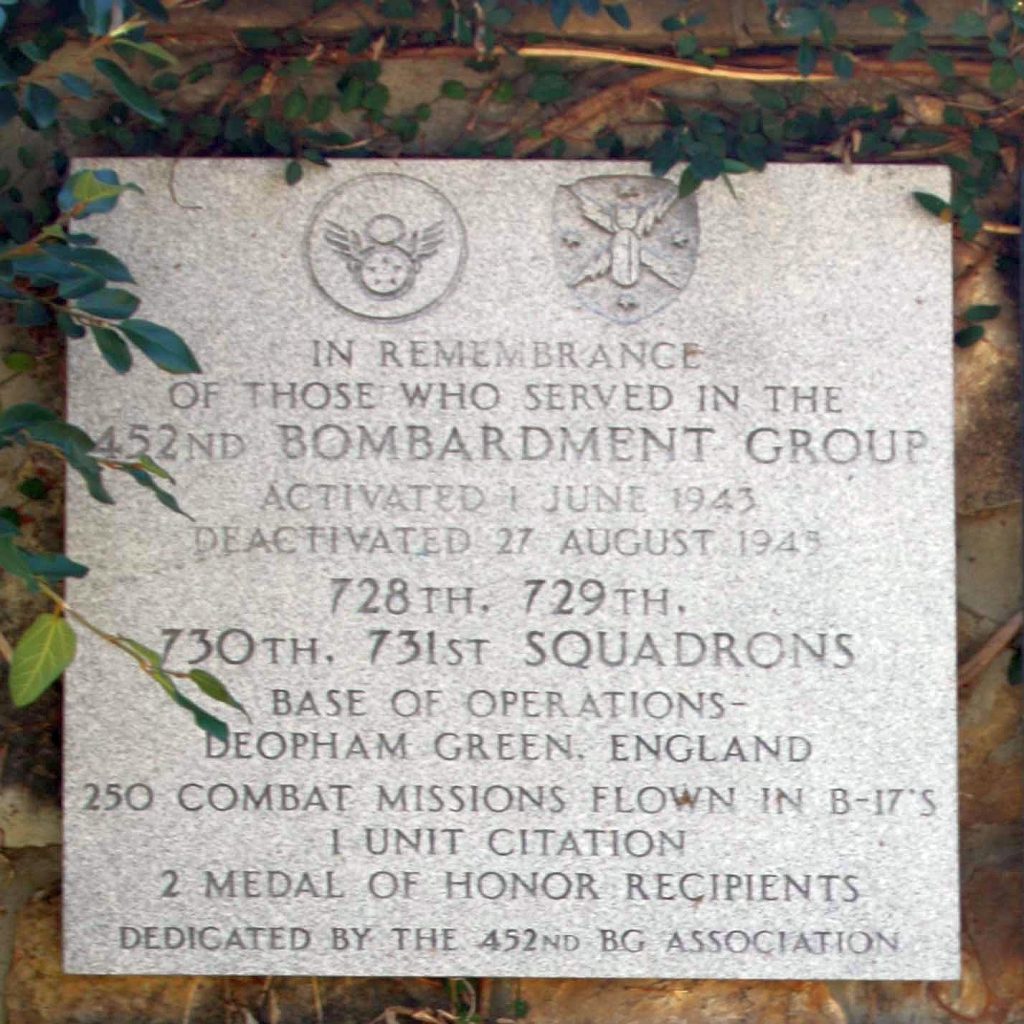 IN REMEMBRANCE
OF THOSE WHO SERVED IN THE
452ND BOMBARDMENT GROUP
ACTIVATED 1 JUNE 1943
DEACTIVATED 27 AUGUST 1945
728TH, 729TH,
730TH, 731ST SQUADRONS
BASE OF OPERATIONS-
DEOPHAM GREEN, ENGLAND
250 COMBAT MISSIONS FLOWN IN B-17'S
1 UNIT CITATION
2 MEDAL OF HONOR RECIPIENTS
DEDICATED BY THE 452ND BG ASSOCIATION